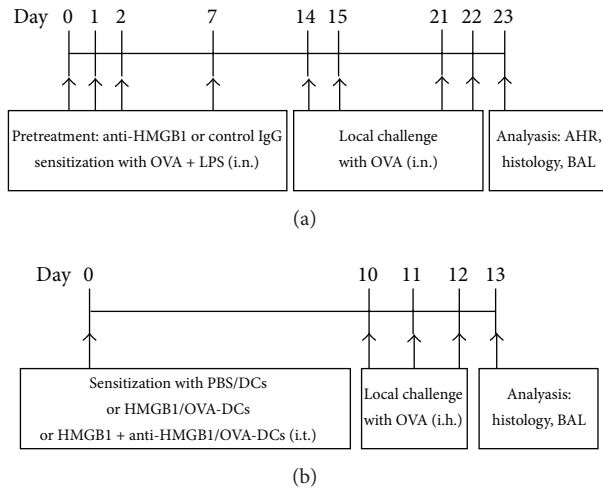 Day 0 1 2 7 14 15 21 22 23
Pretreatment: anti-HMGB1 or control IgG
sensitization with OVA + LPS (i.n.)
Local challenge
with OVA (i.n.)
Analysis: AHR,
histology, BAL
(a)
Day 0 10 11 12 13
Sensitization with PBS/DCs
or HMGB1/OVA-DCs
or HMGB1 + anti-HMGB1/OVA-DCs (i.t.)
Local challenge
with OVA (i.h.)
Analyasis:
histology, BAL
(b)